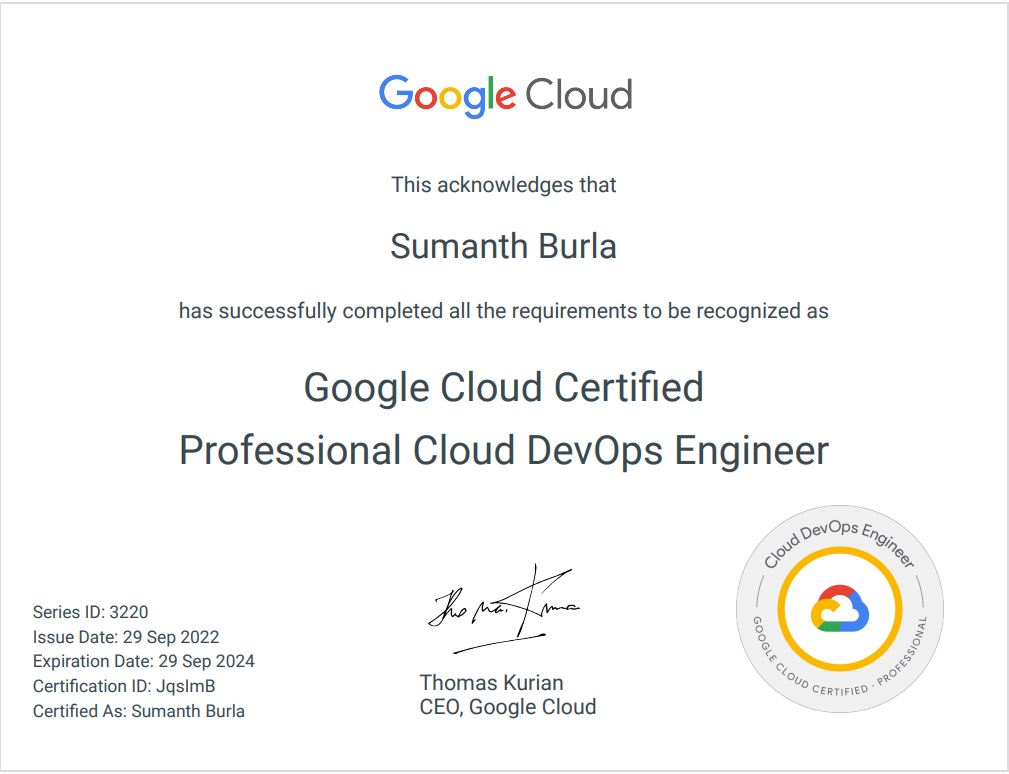 Google Cloud
This acknowledges that
Sumanth Burla
has successfully completed all the requirements to be recognized as
Google Cloud Certified
Professional Cloud DevOps Engineer
Series ID: 3220
Issue Date: 29 Sep 2022
Expiration Date: 29 Sep 2024
Certification ID: JqsImB
Certified As: Sumanth Burla
Thomas Kurian
CEO, Google Cloud
Cloud DevOps Engineer
GOOGLE CLOUD CERTIFIED · PROFESSIONAL